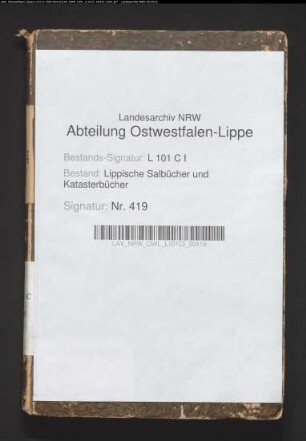 Landesarchiv NRW
Abteilung Ostwestfalen-Lippe
Bestands-Signatur: L 101 C I
Bestand: Lippische Salbücher und
Katasterbücher
Signatur: Nr. 419
LAV_NRW_OWL_L101CI_00419
C